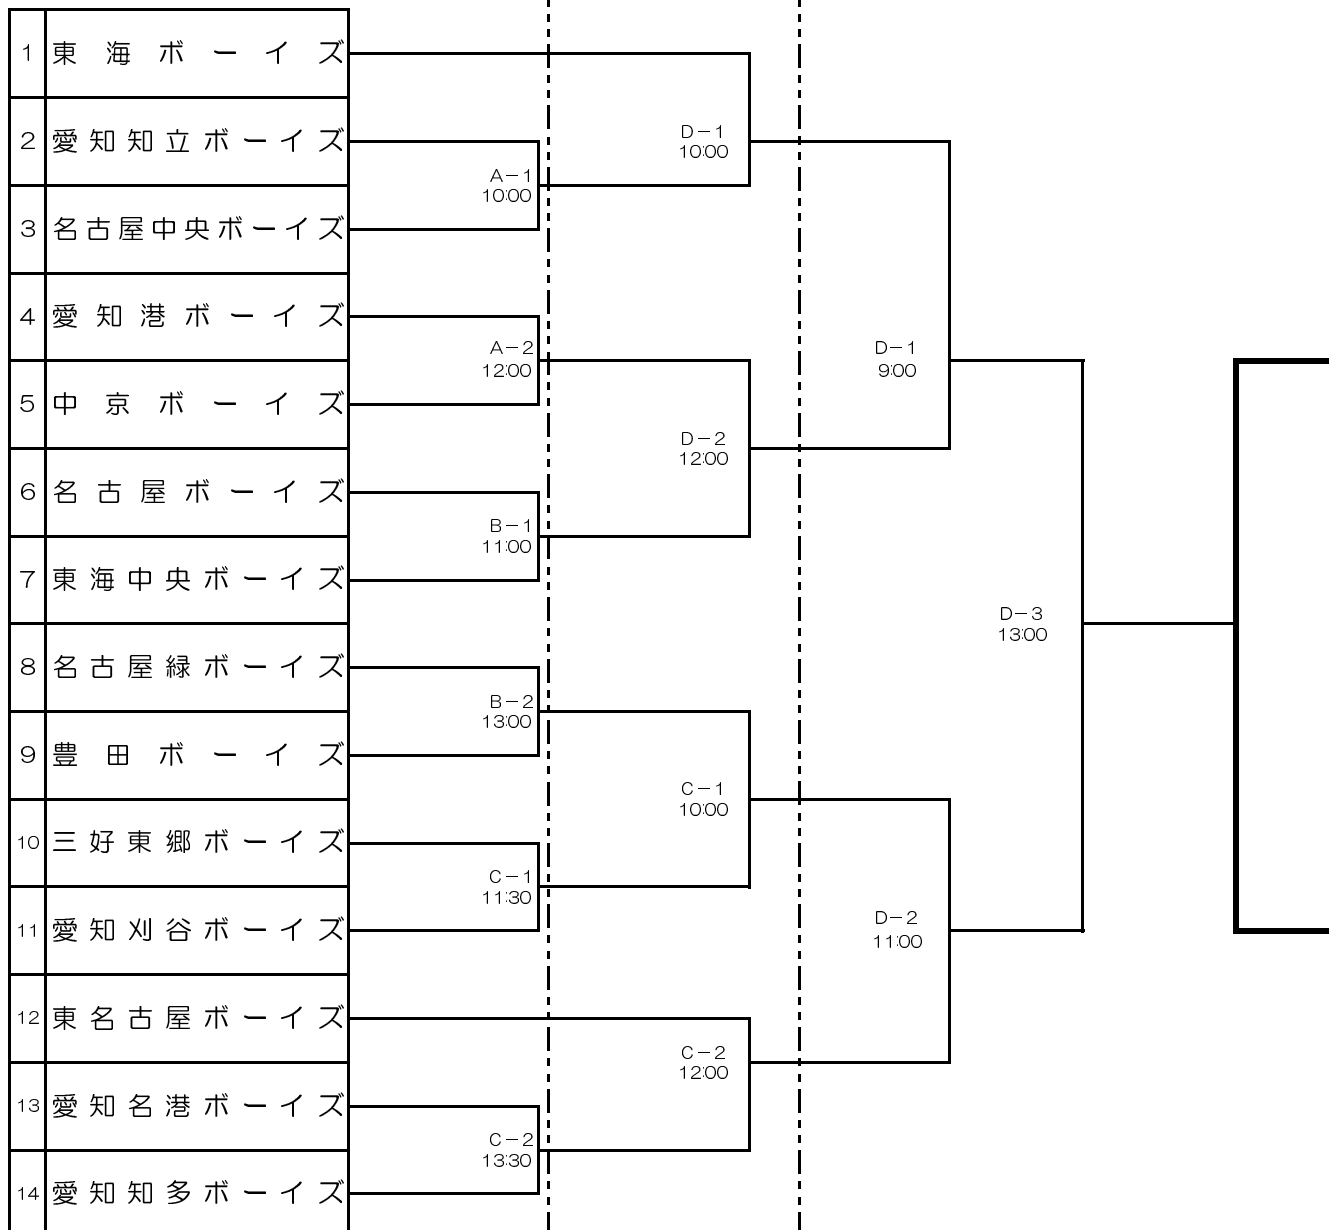 1 東海ボーイズ
2 愛知知立ボーイズ
3 名古屋中央ボーイズ
4 愛知港ボーイズ
5 中京ボーイズ
6 名古屋ボーイズ
7 東海中央ボーイズ
8 名古屋緑ボーイズ
9 豊田ボーイズ
10 三好東郷ボーイズ
11 愛知刈谷ボーイズ
12 東名古屋ボーイズ
13 愛知名港ボーイズ
14 愛知知多ボーイズ
A-1
10:00
A-2
12:00
B-1
11:00
B-2
13:00
C-1
11:30
C-2
13:30
D-1
10:00
D-2
12:00
C-1
10:00
C-2
12:00
D-1
9:00
D-2
11:00
D-3
13:00